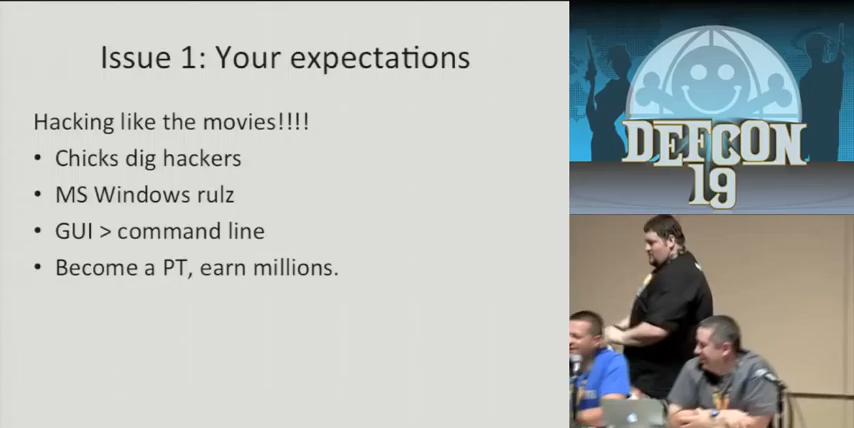 Issue 1: Your expectations
Hacking like the movies!!!!
• Chicks dig hackers
• MS Windows rulz
• GUI > command line
• Become a PT, earn millions.
DEFCON
19